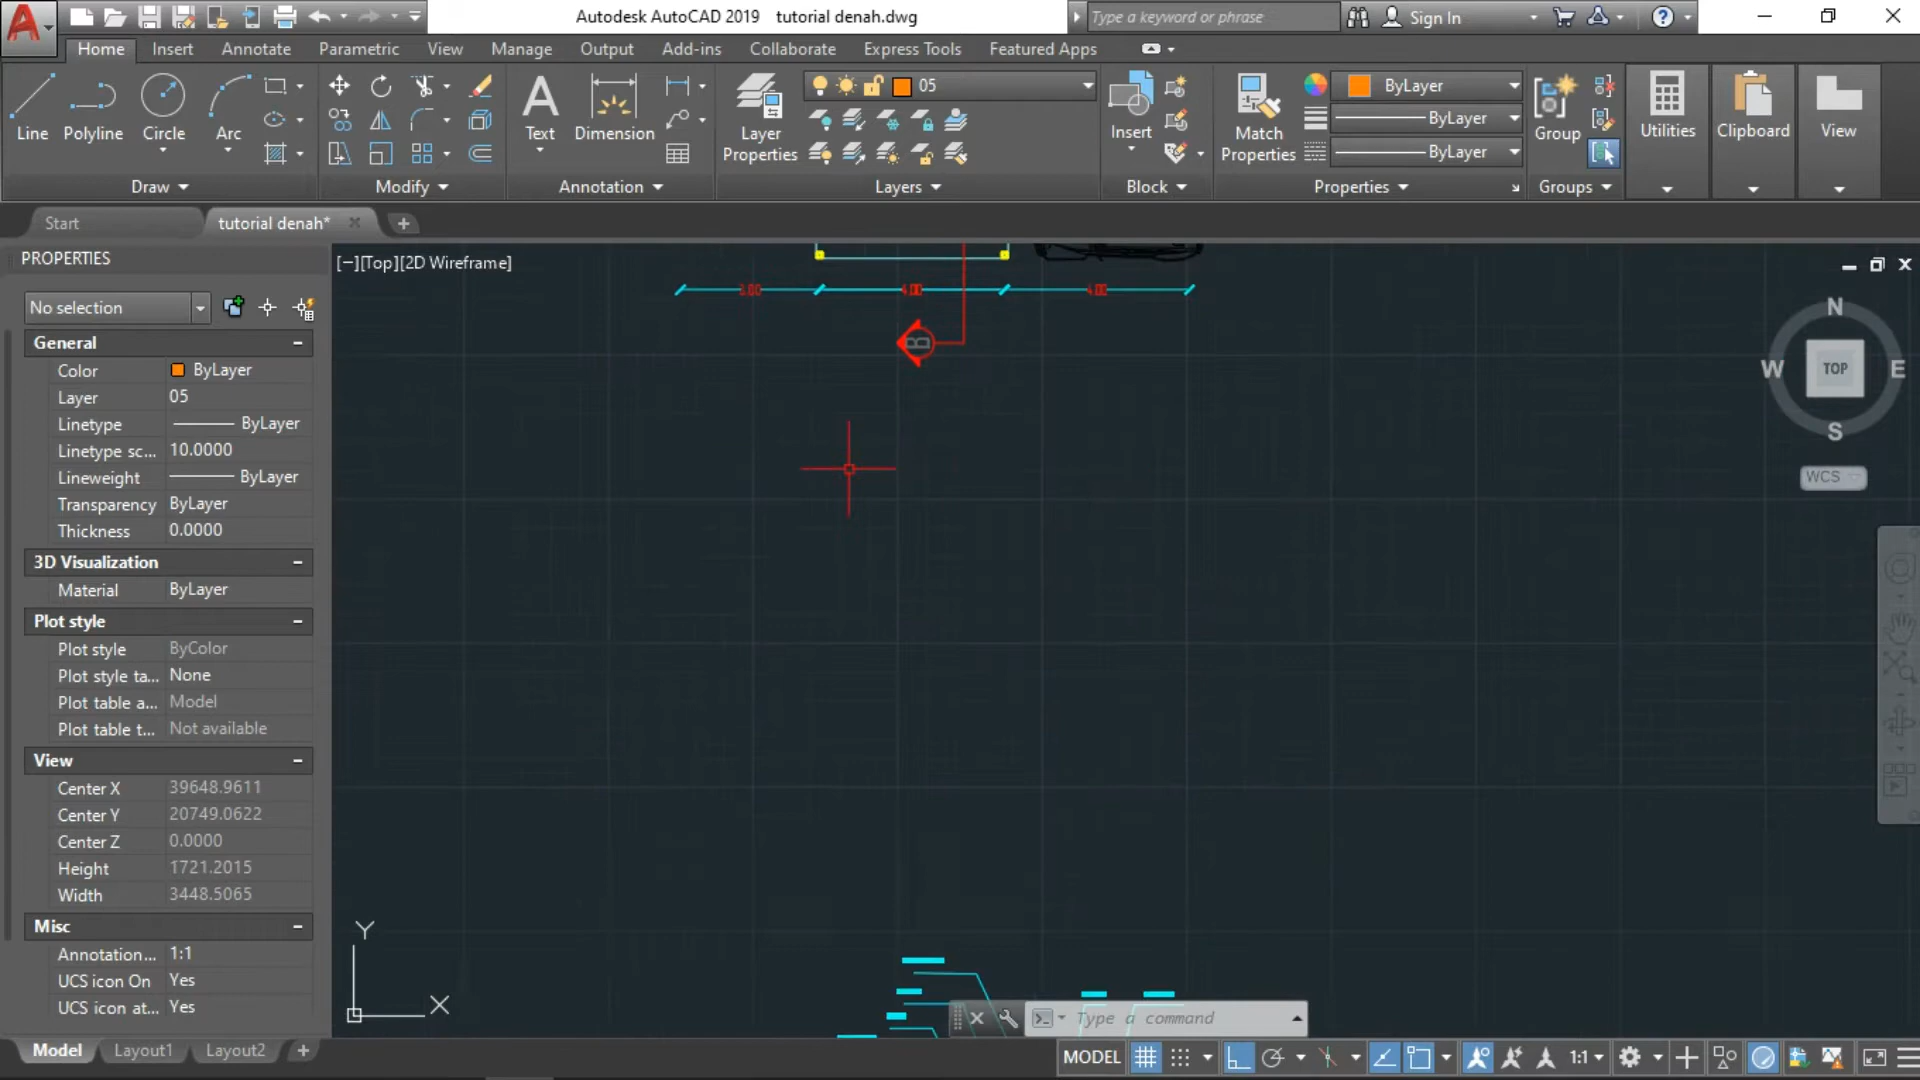 Autodesk AutoCAD 2019 tutorial denah.dwg
Type a keyword or phrase
Sign In
Home Insert Annotate Parametric View Manage Output Add-ins Collaborate Express Tools Featured Apps
05
ByLayer
ByLayer
ByLayer
Line Polyline Circle Arc
Text Dimension
Layer Properties
Insert
Match Properties
Group
Utilities
Clipboard
View
Draw
Modify
Annotation
Layers
Block
Properties
Groups
Start
tutorial denah*
PROPERTIES
[−][Top][2D Wireframe]
No selection
General
Color ByLayer
Layer 05
Linetype ByLayer
Linetype sc... 10.0000
Lineweight ByLayer
Transparency ByLayer
Thickness 0.0000
3D Visualization
Material ByLayer
Plot style
Plot style ByColor
Plot style ta... None
Plot table a... Model
Plot table t... Not available
View
Center X 39648.9611
Center Y 20749.0622
Center Z 0.0000
Height 1721.2015
Width 3448.5065
Misc
Annotation... 1:1
UCS icon On Yes
UCS icon at... Yes
B
N
W TOP E
S
WCS
Y
X
Type a command
Model Layout1 Layout2
MODEL
1:1